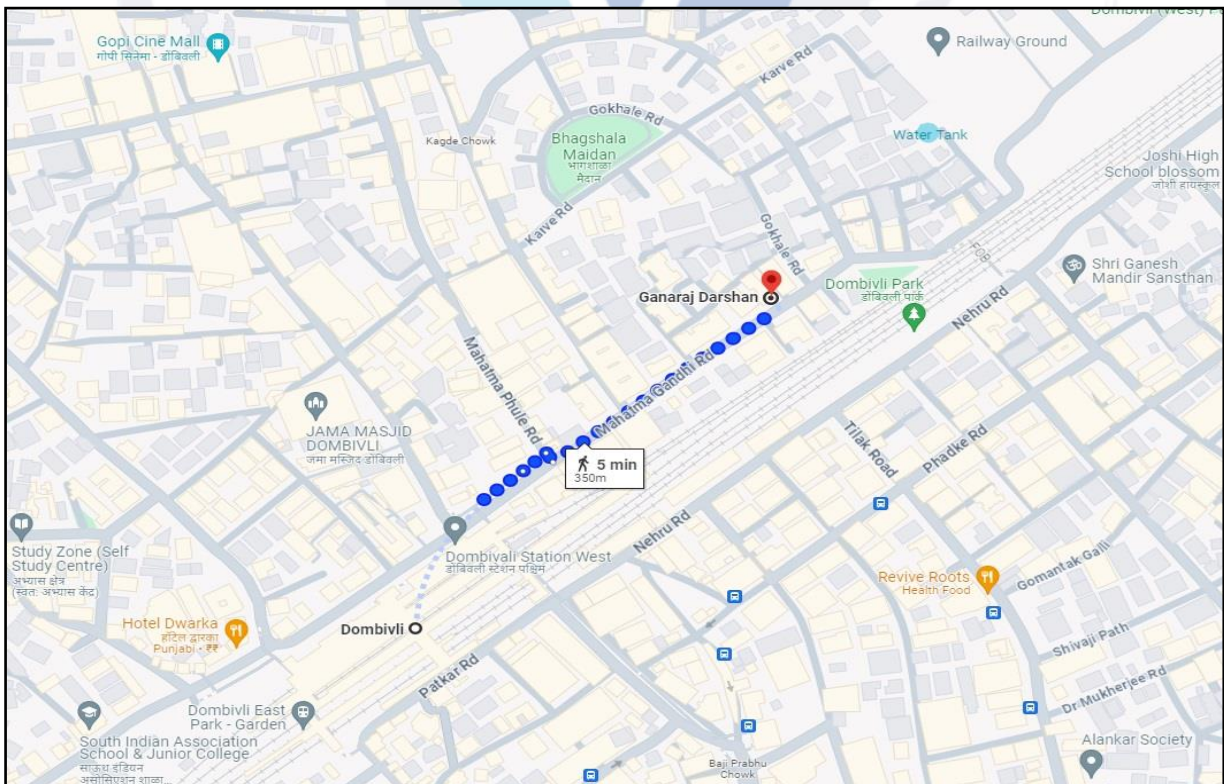 Gopi Cine Mall
गोपी सिनेमा - डोंबिवली
Railway Ground
Karve Rd
Gokhale Rd
Kagde Chowk
Bhagshala
Maidan
भागशाळा
मैदान
Water Tank
Joshi High
School blossom
जोशी हायस्कूल
Karve Rd
Gokhale Rd
FOB
Shri Ganesh
Mandir Sansthan
Ganaraj Darshan
Dombivli Park
डोंबिवली पार्क
Nehru Rd
Mahatma Phule Rd
Mahatma Gandhi Rd
JAMA MASJID
DOMBIVLI
जमा मस्जिद डोंबिवली
5 min
350m
Tilak Road
Phadke Rd
Nehru Rd
Study Zone (Self
Study Centre)
अभ्यास क्षेत्र
(स्वतः अभ्यास केंद्र)
Dombivali Station West
डोंबिवली स्टेशन पश्चिम
Revive Roots
Health Food
Gomantak Galli
Hotel Dwarka
हॉटेल द्वारका
Punjabi · ₹₹
Dombivli
Shivaji Path
Patkar Rd
Dr Mukherjee Rd
Dombivli East
Park - Garden
South Indian Association
School & Junior College
साऊथ इंडियन
असोसिएशन शाळा...
Baji Prabhu
Chowk
Alankar Society